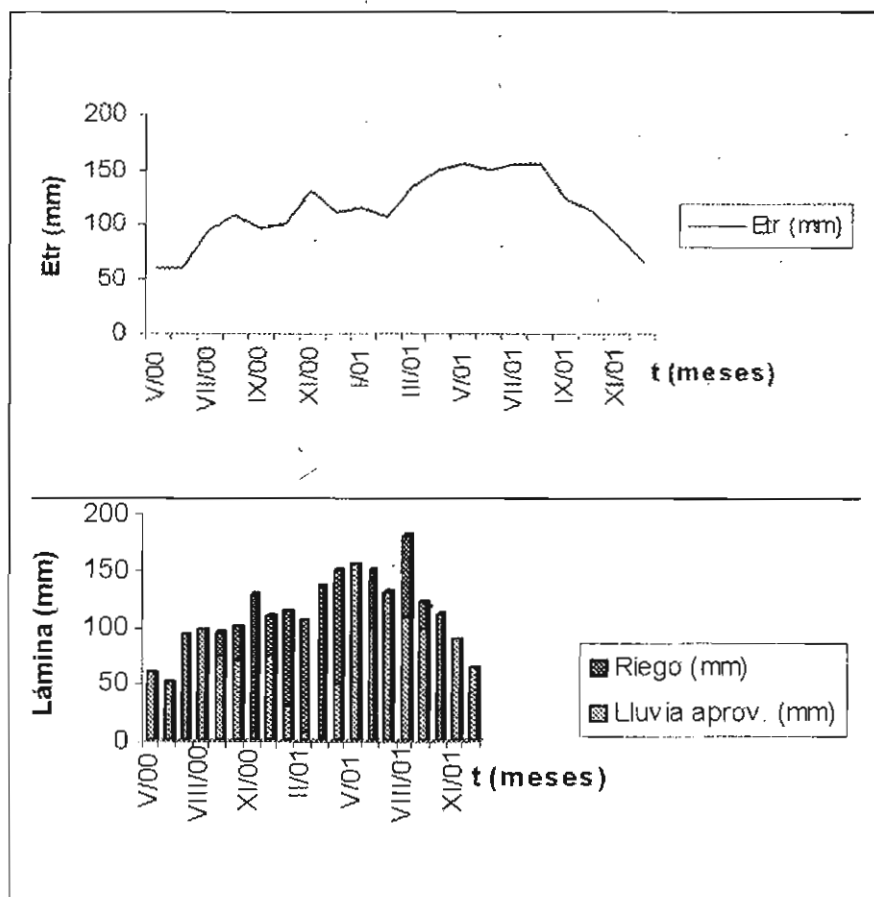 200
150
100
50
0
Etr (mm)
Etr (mm)
V/00
VII/00
IX/00
XI/00
I/01
III/01
V/01
VII/01
IX/01
XI/01
t (meses)
200
150
100
50
0
Lámina (mm)
Riego (mm)
Lluvia aprov. (mm)
V/00
VIII/00
XI/00
II/01
V/01
VIII/01
XI/01
t (meses)